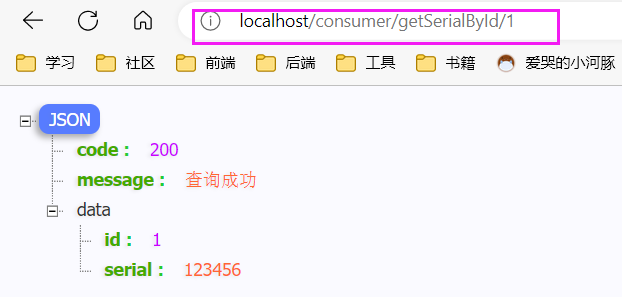 localhost/consumer/getSerialById/1
学习 社区 前端 后端 工具 书籍 爱哭的小河豚
JSON
code : 200
message : 查询成功
data
id : 1
serial : 123456